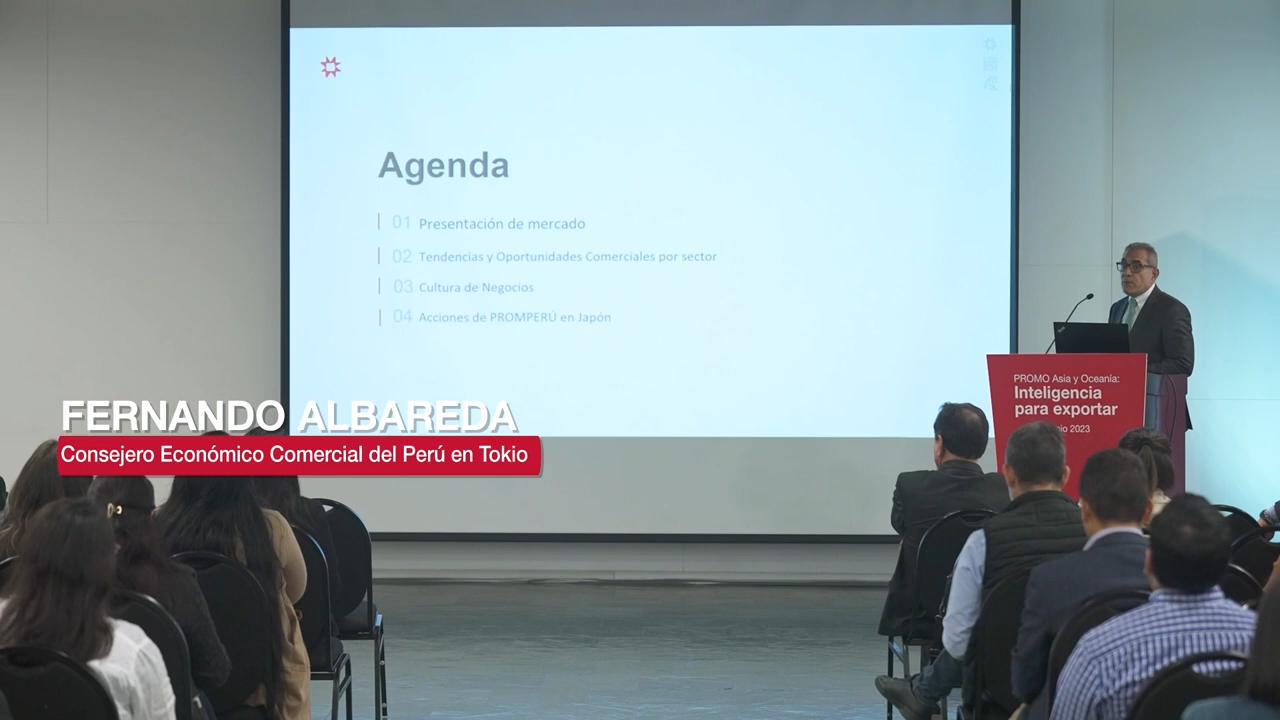 Agenda
01 Presentación de mercado
02 Tendencias y Oportunidades Comerciales por sector
03 Cultura de Negocios
04 Acciones de PROMPERÚ en Japón
PROMO Asia y Oceanía:
Inteligencia
para exportar
2023
FERNANDO ALBAREDA
Consejero Económico Comercial del Perú en Tokio